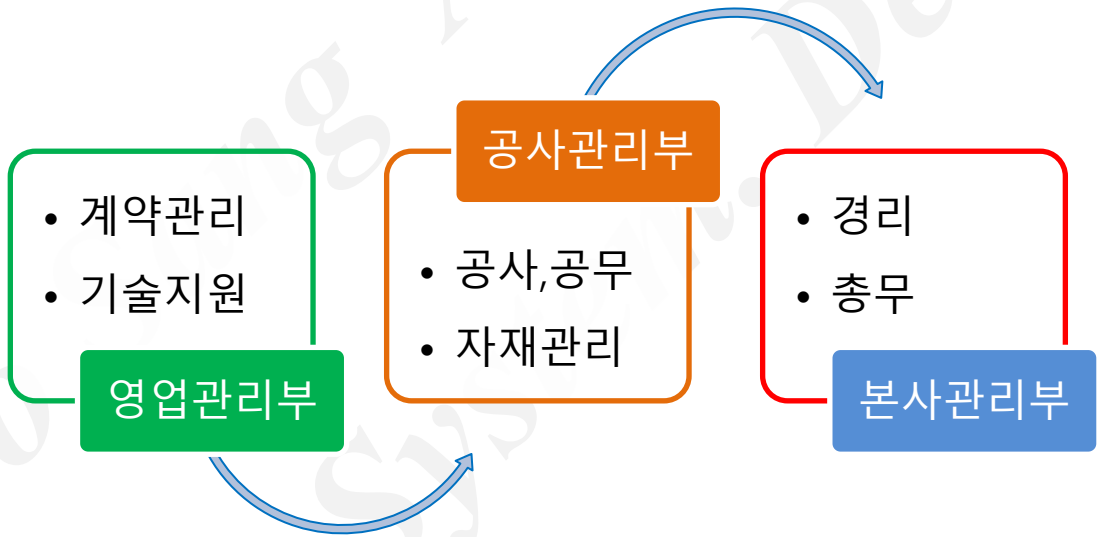 • 계약관리
• 기술지원
영업관리부
공사관리부
• 공사,공무
• 자재관리
• 경리
• 총무
본사관리부